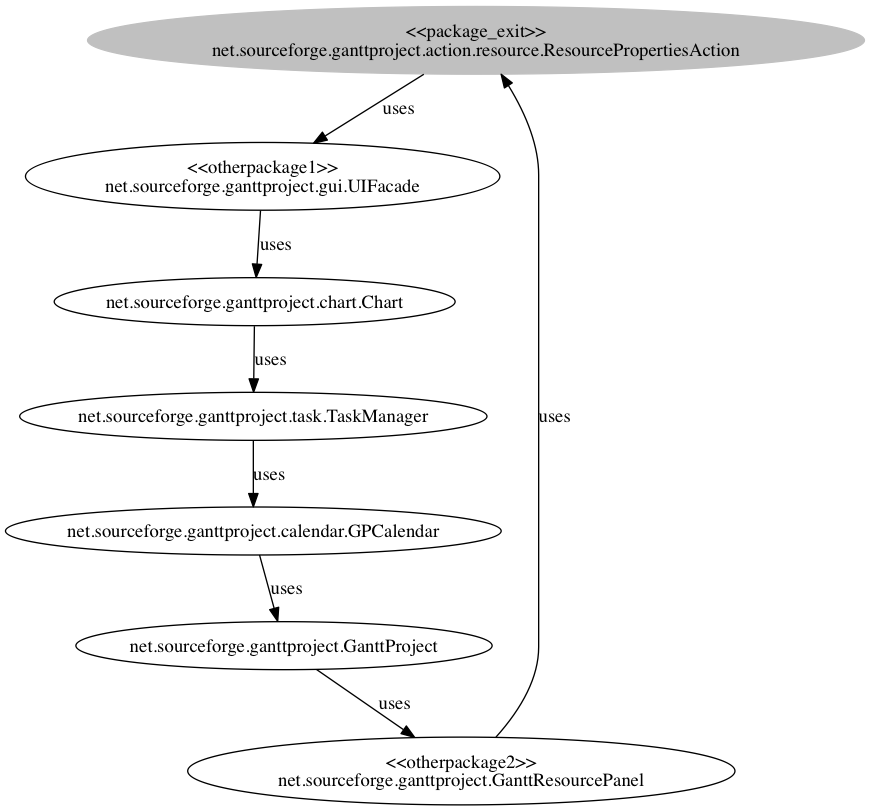 <<package_exit>>
net.sourceforge.ganttproject.action.resource.ResourcePropertiesAction
uses
<<otherpackage1>>
net.sourceforge.ganttproject.gui.UIFacade
uses
net.sourceforge.ganttproject.chart.Chart
uses
net.sourceforge.ganttproject.task.TaskManager
uses
uses
net.sourceforge.ganttproject.calendar.GPCalendar
uses
net.sourceforge.ganttproject.GanttProject
uses
<<otherpackage2>>
net.sourceforge.ganttproject.GanttResourcePanel